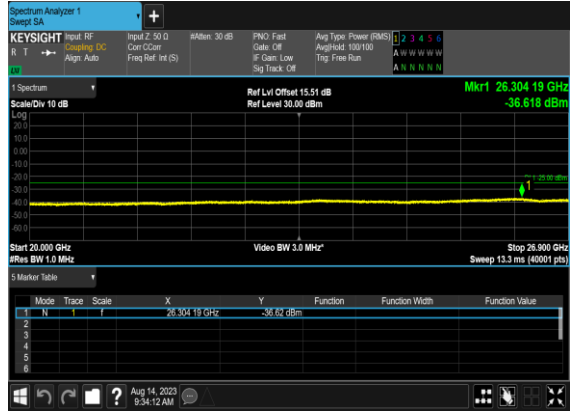 Spectrum Analyzer 1
Swept SA
+
KEYSIGHT Input: RF Input Z: 50 Ω #Atten: 30 dB PNO: Fast Avg Type: Power (RMS) 1 2 3 4 5 6
R T Coupling: DC Corr CCorr Gate: Off Avg|Hold: 100/100 A W W W W W
Align: Auto Freq Ref: Int (S) IF Gain: Low Trig: Free Run
Sig Track: Off A N N N N N
1 Spectrum Ref Lvl Offset 15.51 dB Mkr1 26.304 19 GHz
Scale/Div 10 dB Ref Level 30.00 dBm -36.618 dBm
Log
20.0
10.0
0.00
-10.0
-20.0
-25.00 dBm
1
-30.0
-40.0
-50.0
-60.0
Start 20.000 GHz Video BW 3.0 MHz* Stop 26.900 GHz
#Res BW 1.0 MHz Sweep 13.3 ms (40001 pts)
5 Marker Table
Mode Trace Scale X Y Function Function Width Function Value
1 N 1 f 26.304 19 GHz -36.62 dBm
2
3
4
5
6
? Aug 14, 2023
9:34:12 AM